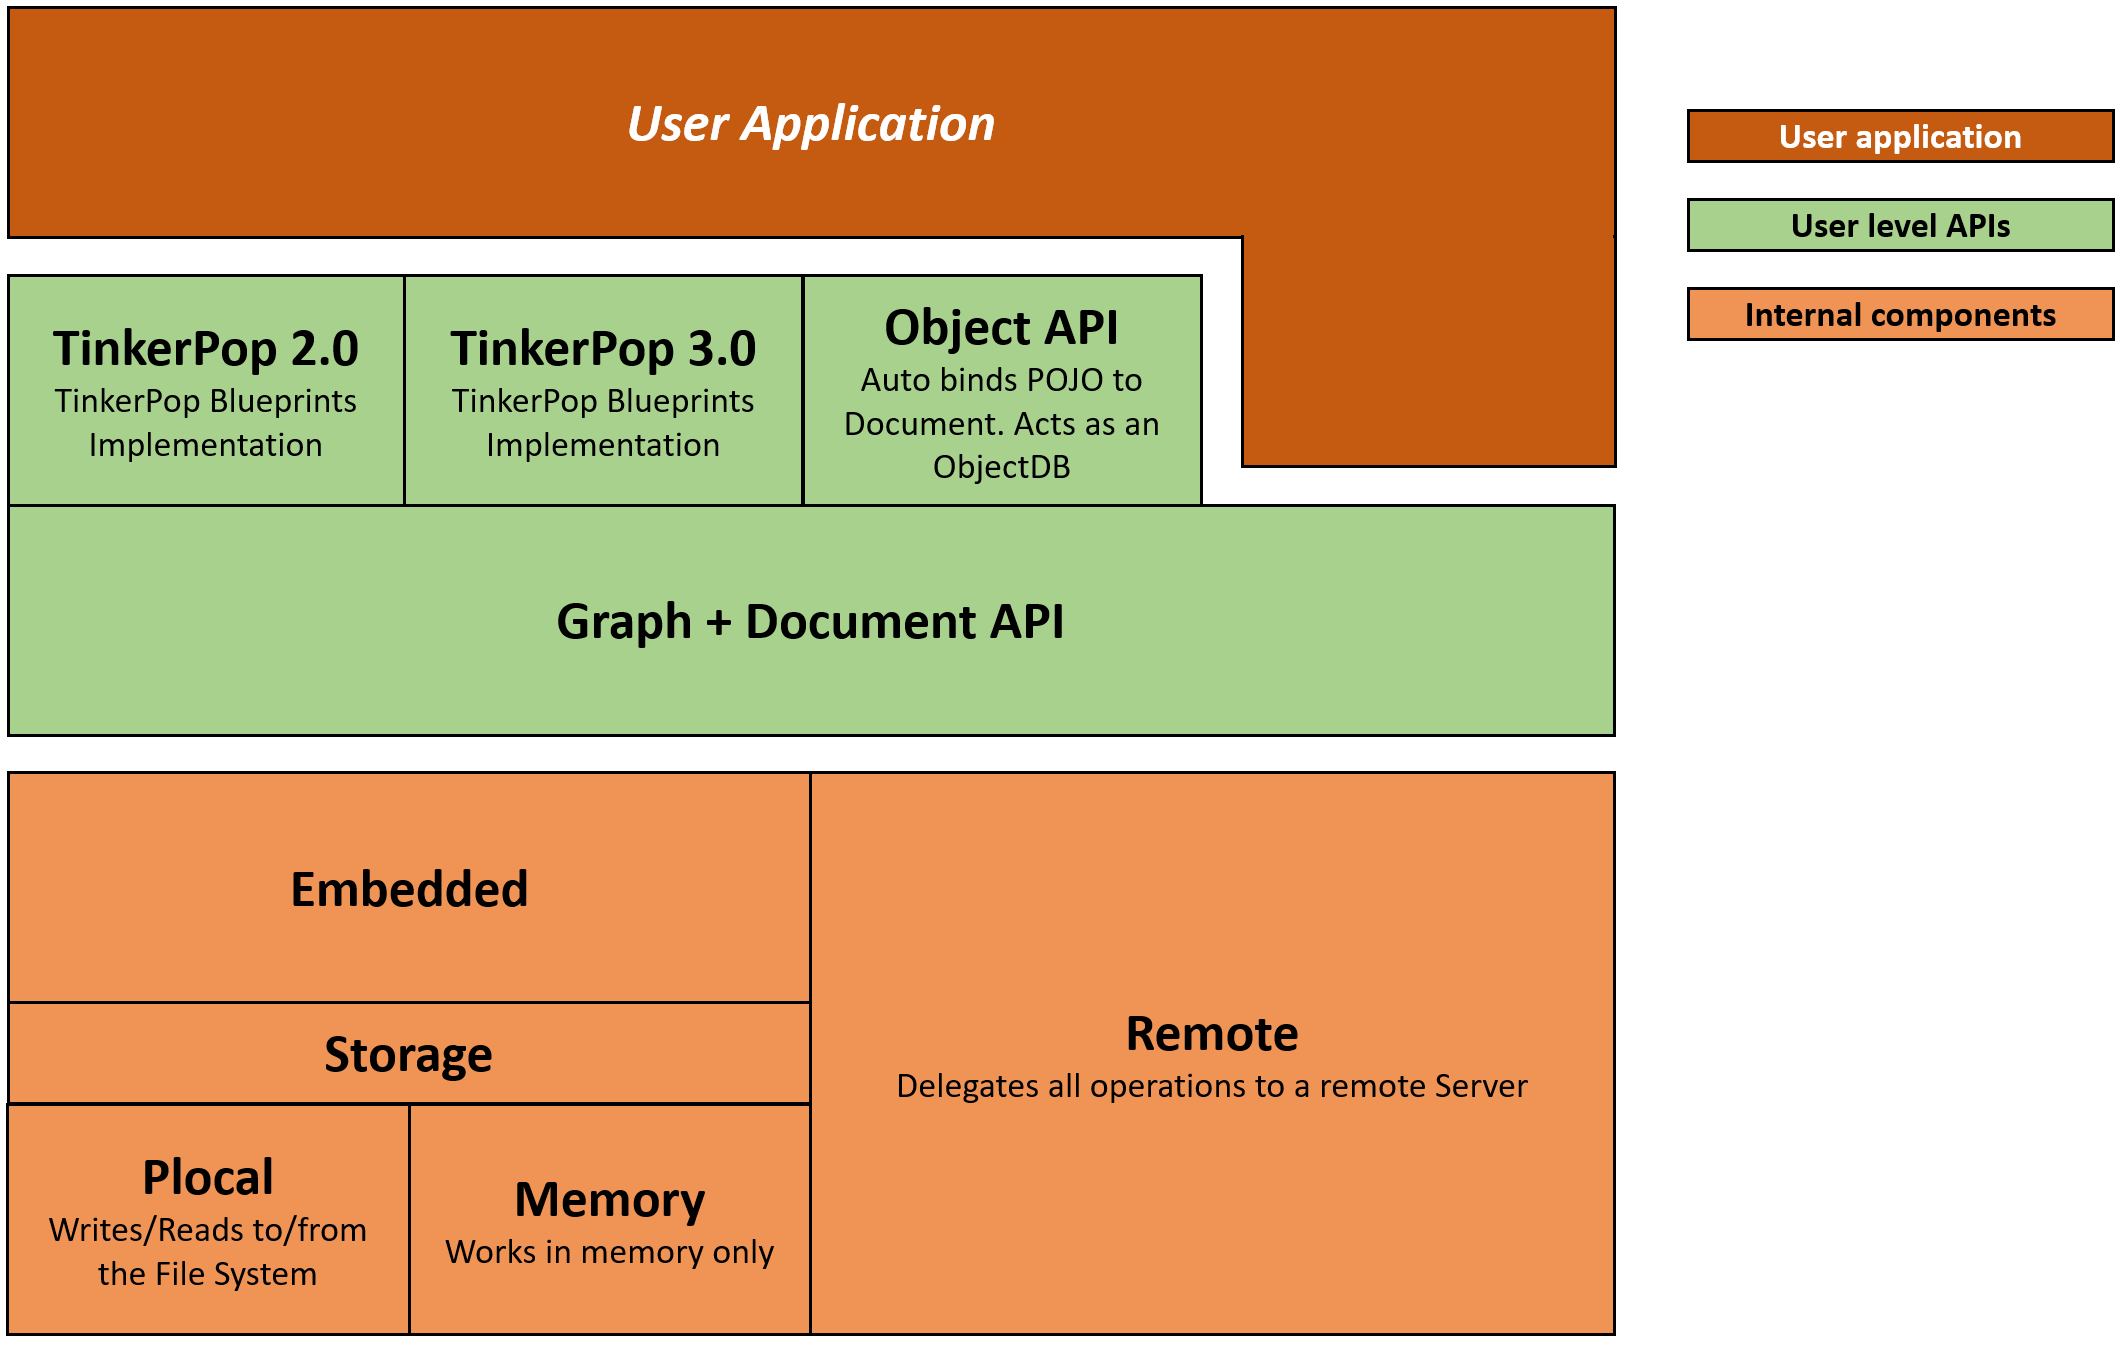 User Application
User application
User level APIs
Internal components
TinkerPop 2.0
TinkerPop Blueprints
Implementation
TinkerPop 3.0
TinkerPop Blueprints
Implementation
Object API
Auto binds POJO to
Document. Acts as an
ObjectDB
Graph + Document API
Embedded
Storage
Plocal
Writes/Reads to/from
the File System
Memory
Works in memory only
Remote
Delegates all operations to a remote Server